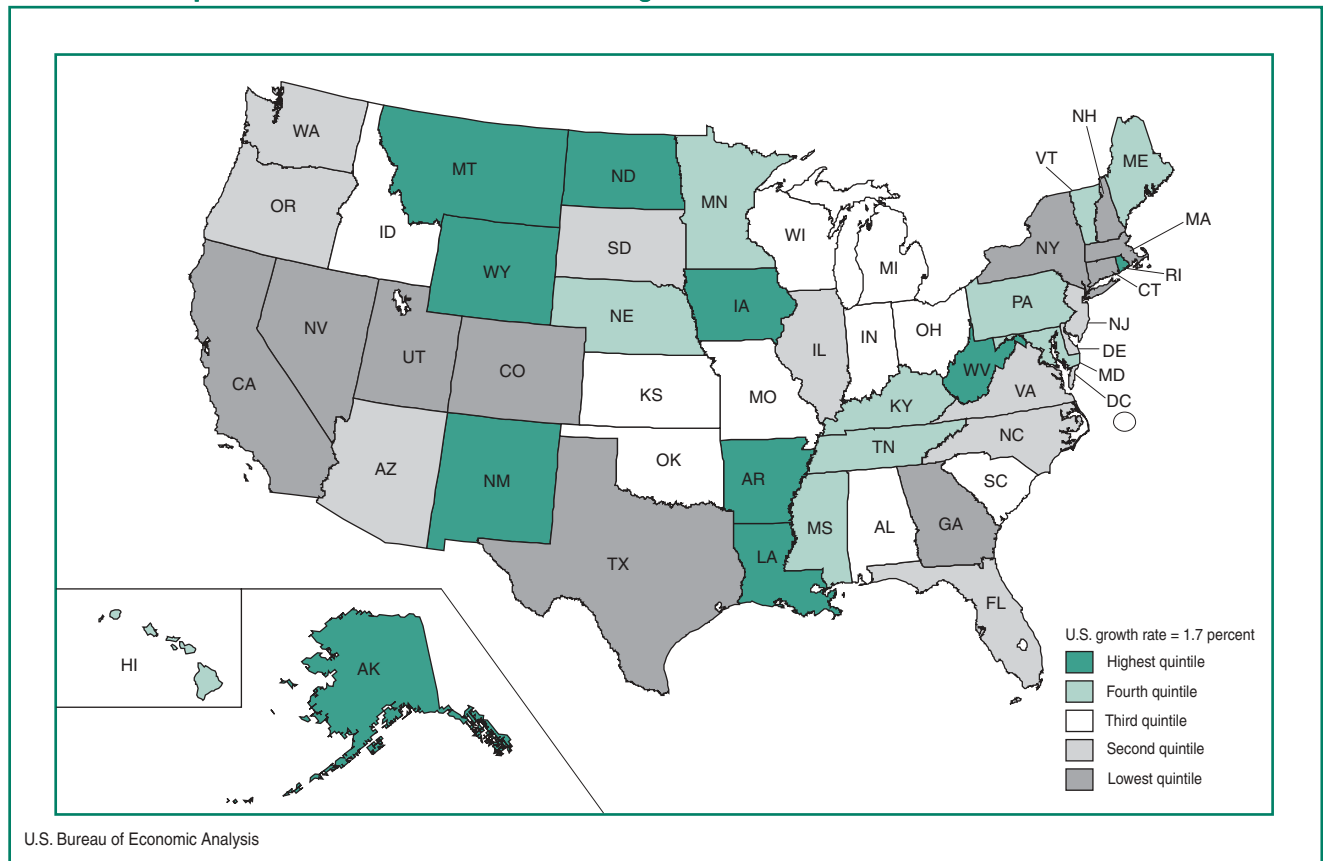 WA
MT
ND
MN
OR
ID
WY
SD
WI
MI
NH
VT
ME
MA
NY
RI
CT
NV
UT
CO
NE
IA
IL
IN
OH
PA
NJ
DE
MD
DC
CA
KS
MO
WV
VA
KY
AZ
NM
OK
AR
TN
NC
SC
TX
LA
MS
AL
GA
FL
HI
AK
U.S. growth rate = 1.7 percent
Highest quintile
Fourth quintile
Third quintile
Second quintile
Lowest quintile
U.S. Bureau of Economic Analysis